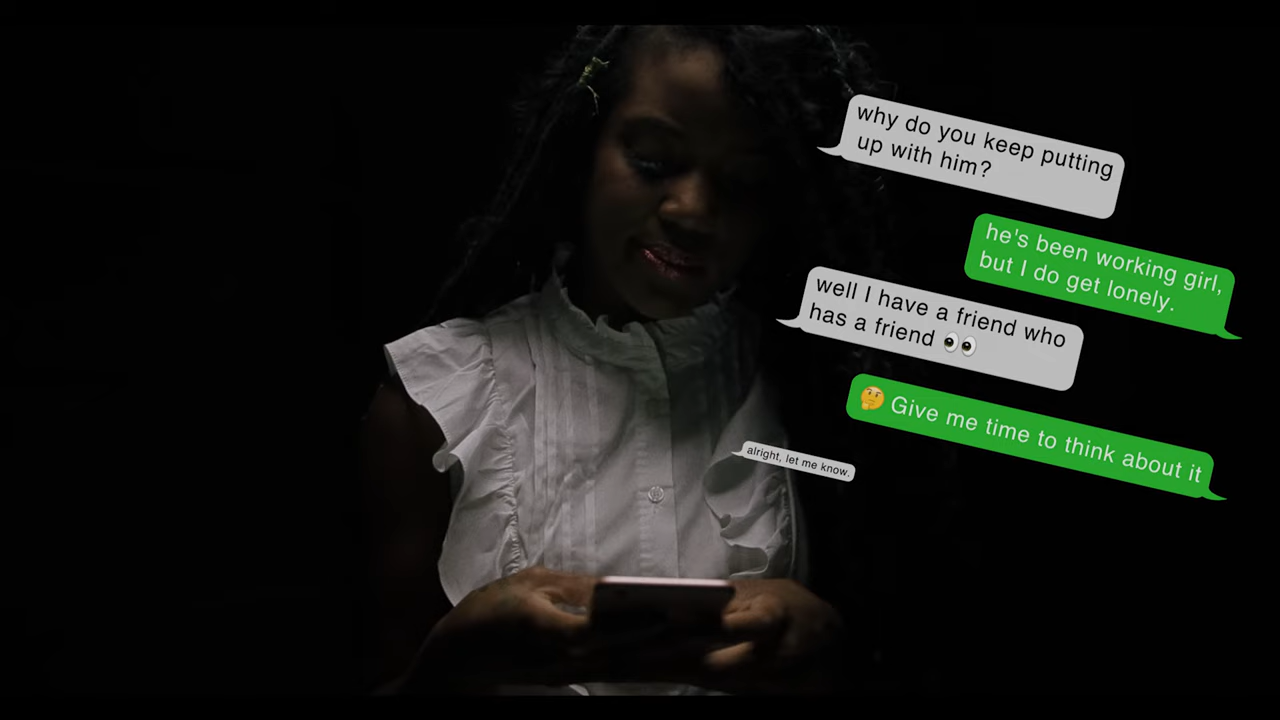 why do you keep putting
up with him?
he's been working girl,
but I do get lonely.
well I have a friend who
has a friend 👀
🤔 Give me time to think about it
alright, let me know.